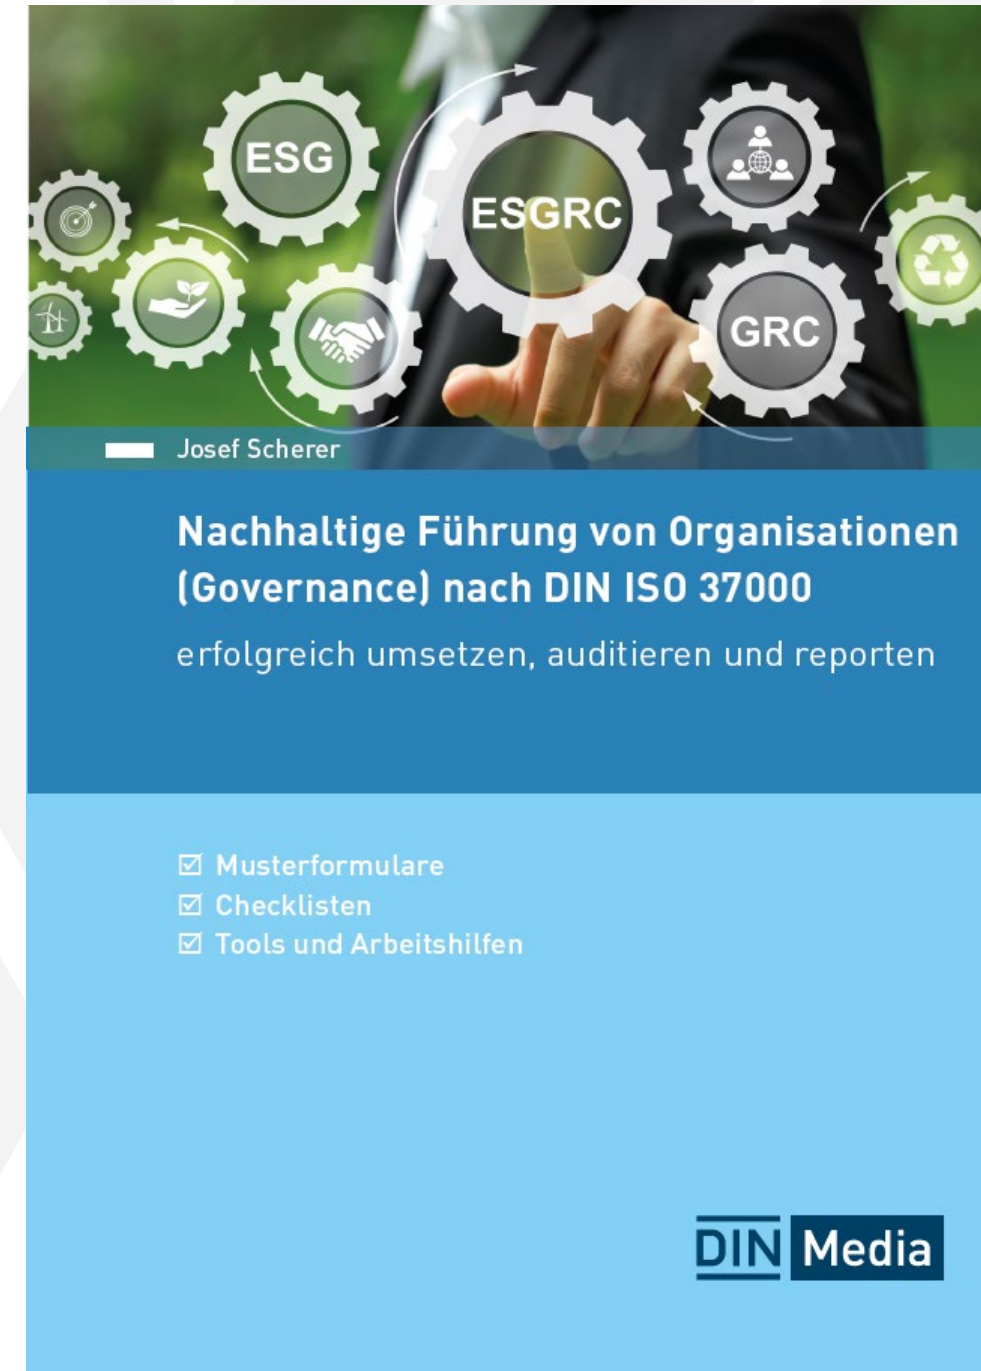 ESG
ESGRC
GRC
Josef Scherer
Nachhaltige Führung von Organisationen
(Governance) nach DIN ISO 37000
erfolgreich umsetzen, auditieren und reporten
☑ Musterformulare
☑ Checklisten
☑ Tools und Arbeitshilfen
DIN Media